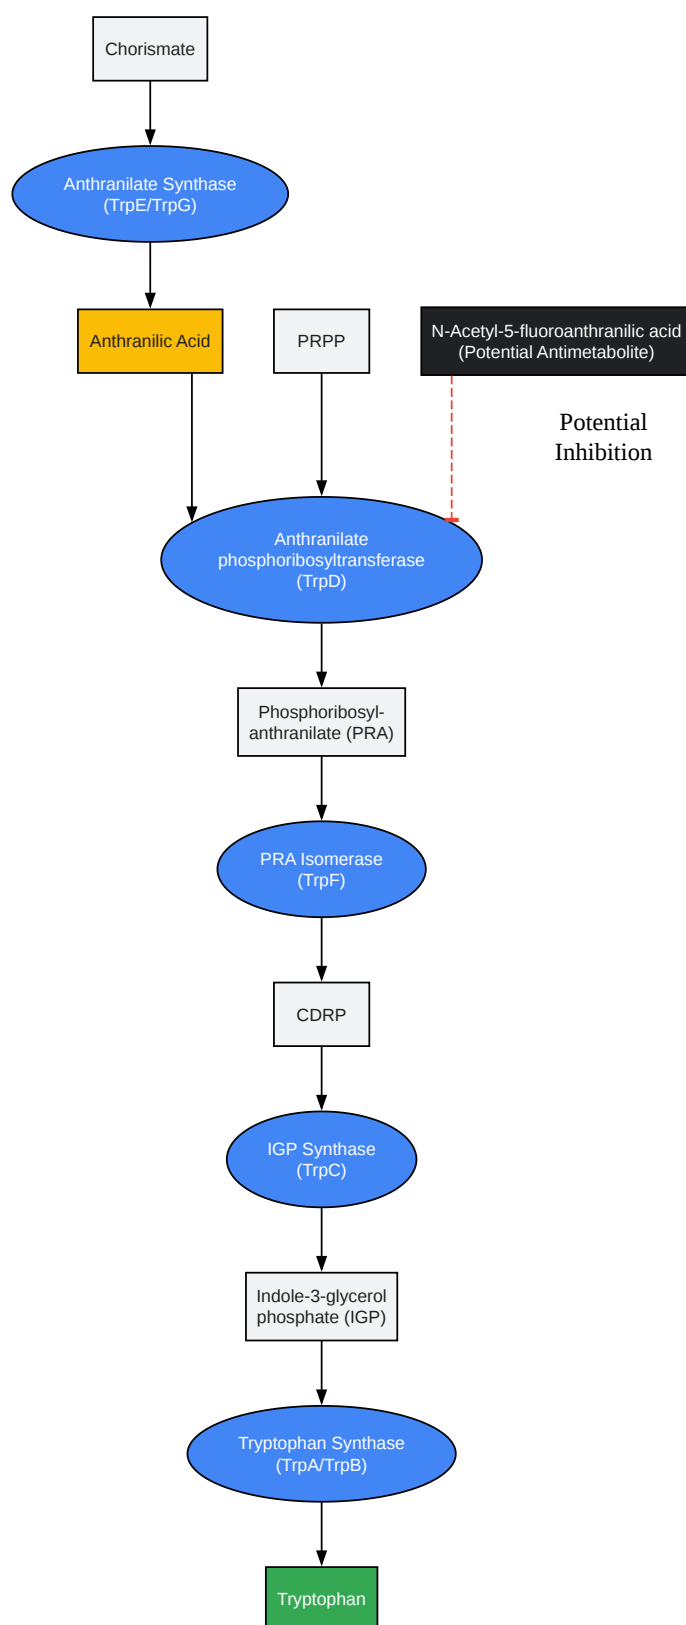 Chorismate
Anthranilate Synthase
(TrpE/TrpG)
Anthranilic Acid
PRPP
N-Acetyl-5-fluoroanthranilic acid
(Potential Antimetabolite)
Potential
Inhibition
Anthranilate
phosphoribosyltransferase
(TrpD)
Phosphoribosyl-
anthranilate (PRA)
PRA Isomerase
(TrpF)
CDRP
IGP Synthase
(TrpC)
Indole-3-glycerol
phosphate (IGP)
Tryptophan Synthase
(TrpA/TrpB)
Tryptophan